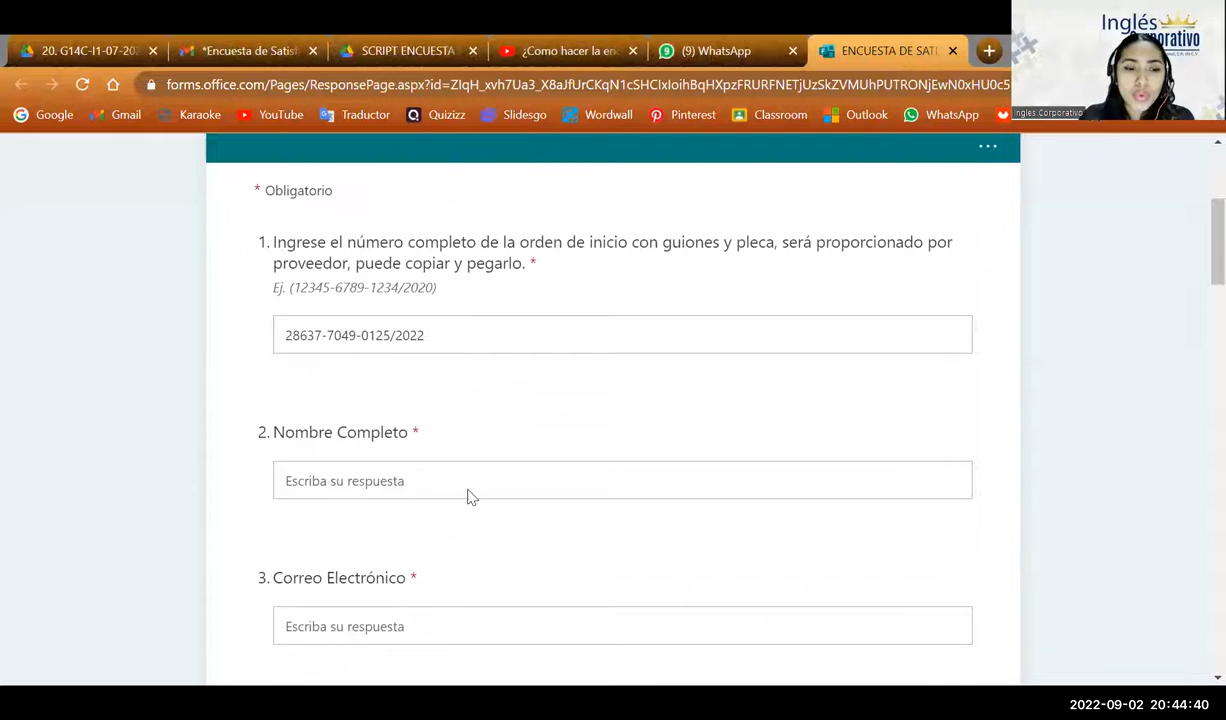 20. G14C-I1-07-202
*Encuesta de Satisf
SCRIPT ENCUESTA
¿Como hacer la en
(9) WhatsApp
ENCUESTA DE SATI
forms.office.com/Pages/ResponsePage.aspx?id=ZIqH_xvh7Ua3_X8aJfUrCKqN1cSHCIxIoihBqHXpzFRURFNETjUzSkZVMUhPUTRONjEwN0xHU0c5
Google
Gmail
Karaoke
YouTube
Traductor
Quizizz
Slidesgo
Wordwall
Pinterest
Classroom
Outlook
WhatsApp
Inglés
Corporativo
Ingles Corporativo
* Obligatorio
1. Ingrese el número completo de la orden de inicio con guiones y pleca, será proporcionado por
proveedor, puede copiar y pegarlo. *
Ej. (12345-6789-1234/2020)
28637-7049-0125/2022
2. Nombre Completo *
Escriba su respuesta
3. Correo Electrónico *
Escriba su respuesta
2022-09-02 20:44:40